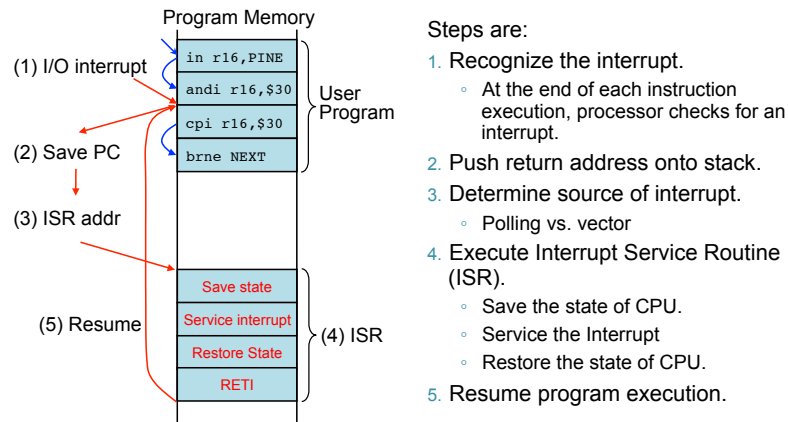 Program Memory
(1) I/O interrupt
(2) Save PC
(3) ISR addr
(5) Resume
in r16,PINE
andi r16,$30
cpi r16,$30
brne NEXT
User
Program
Save state
Service interrupt
Restore State
RETI
(4) ISR
Steps are:
1. Recognize the interrupt.
◦ At the end of each instruction
execution, processor checks for an
interrupt.
2. Push return address onto stack.
3. Determine source of interrupt.
◦ Polling vs. vector
4. Execute Interrupt Service Routine
(ISR).
◦ Save the state of CPU.
◦ Service the Interrupt
◦ Restore the state of CPU.
5. Resume program execution.